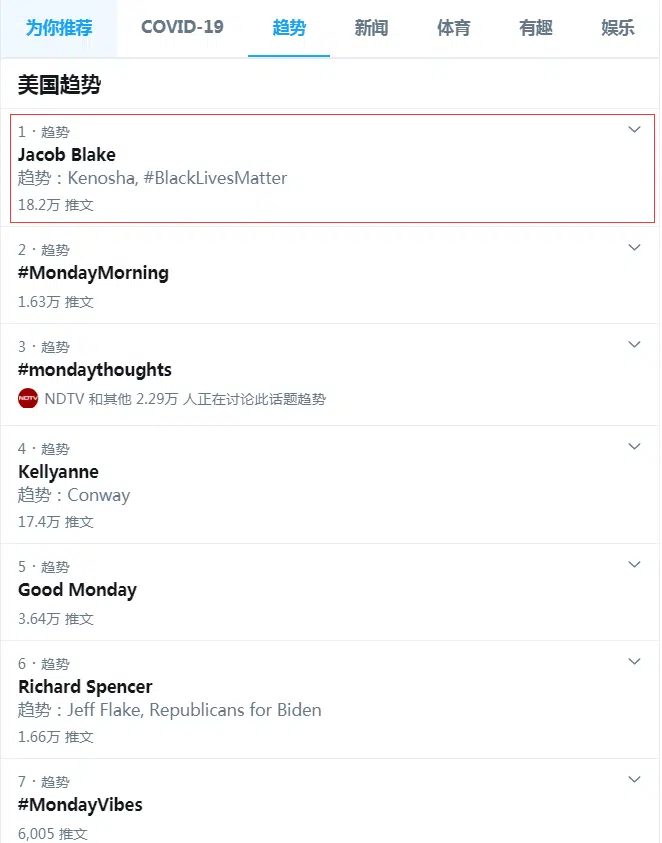 为你推荐 COVID-19 趋势 新闻 体育 有趣 娱乐
美国趋势
1 · 趋势
Jacob Blake
趋势：Kenosha, #BlackLivesMatter
18.2万 推文
2 · 趋势
#MondayMorning
1.63万 推文
3 · 趋势
#mondaythoughts
NDTV NDTV 和其他 2.29万 人正在讨论此话题趋势
4 · 趋势
Kellyanne
趋势：Conway
17.4万 推文
5 · 趋势
Good Monday
3.64万 推文
6 · 趋势
Richard Spencer
趋势：Jeff Flake, Republicans for Biden
1.66万 推文
7 · 趋势
#MondayVibes
6,005 推文